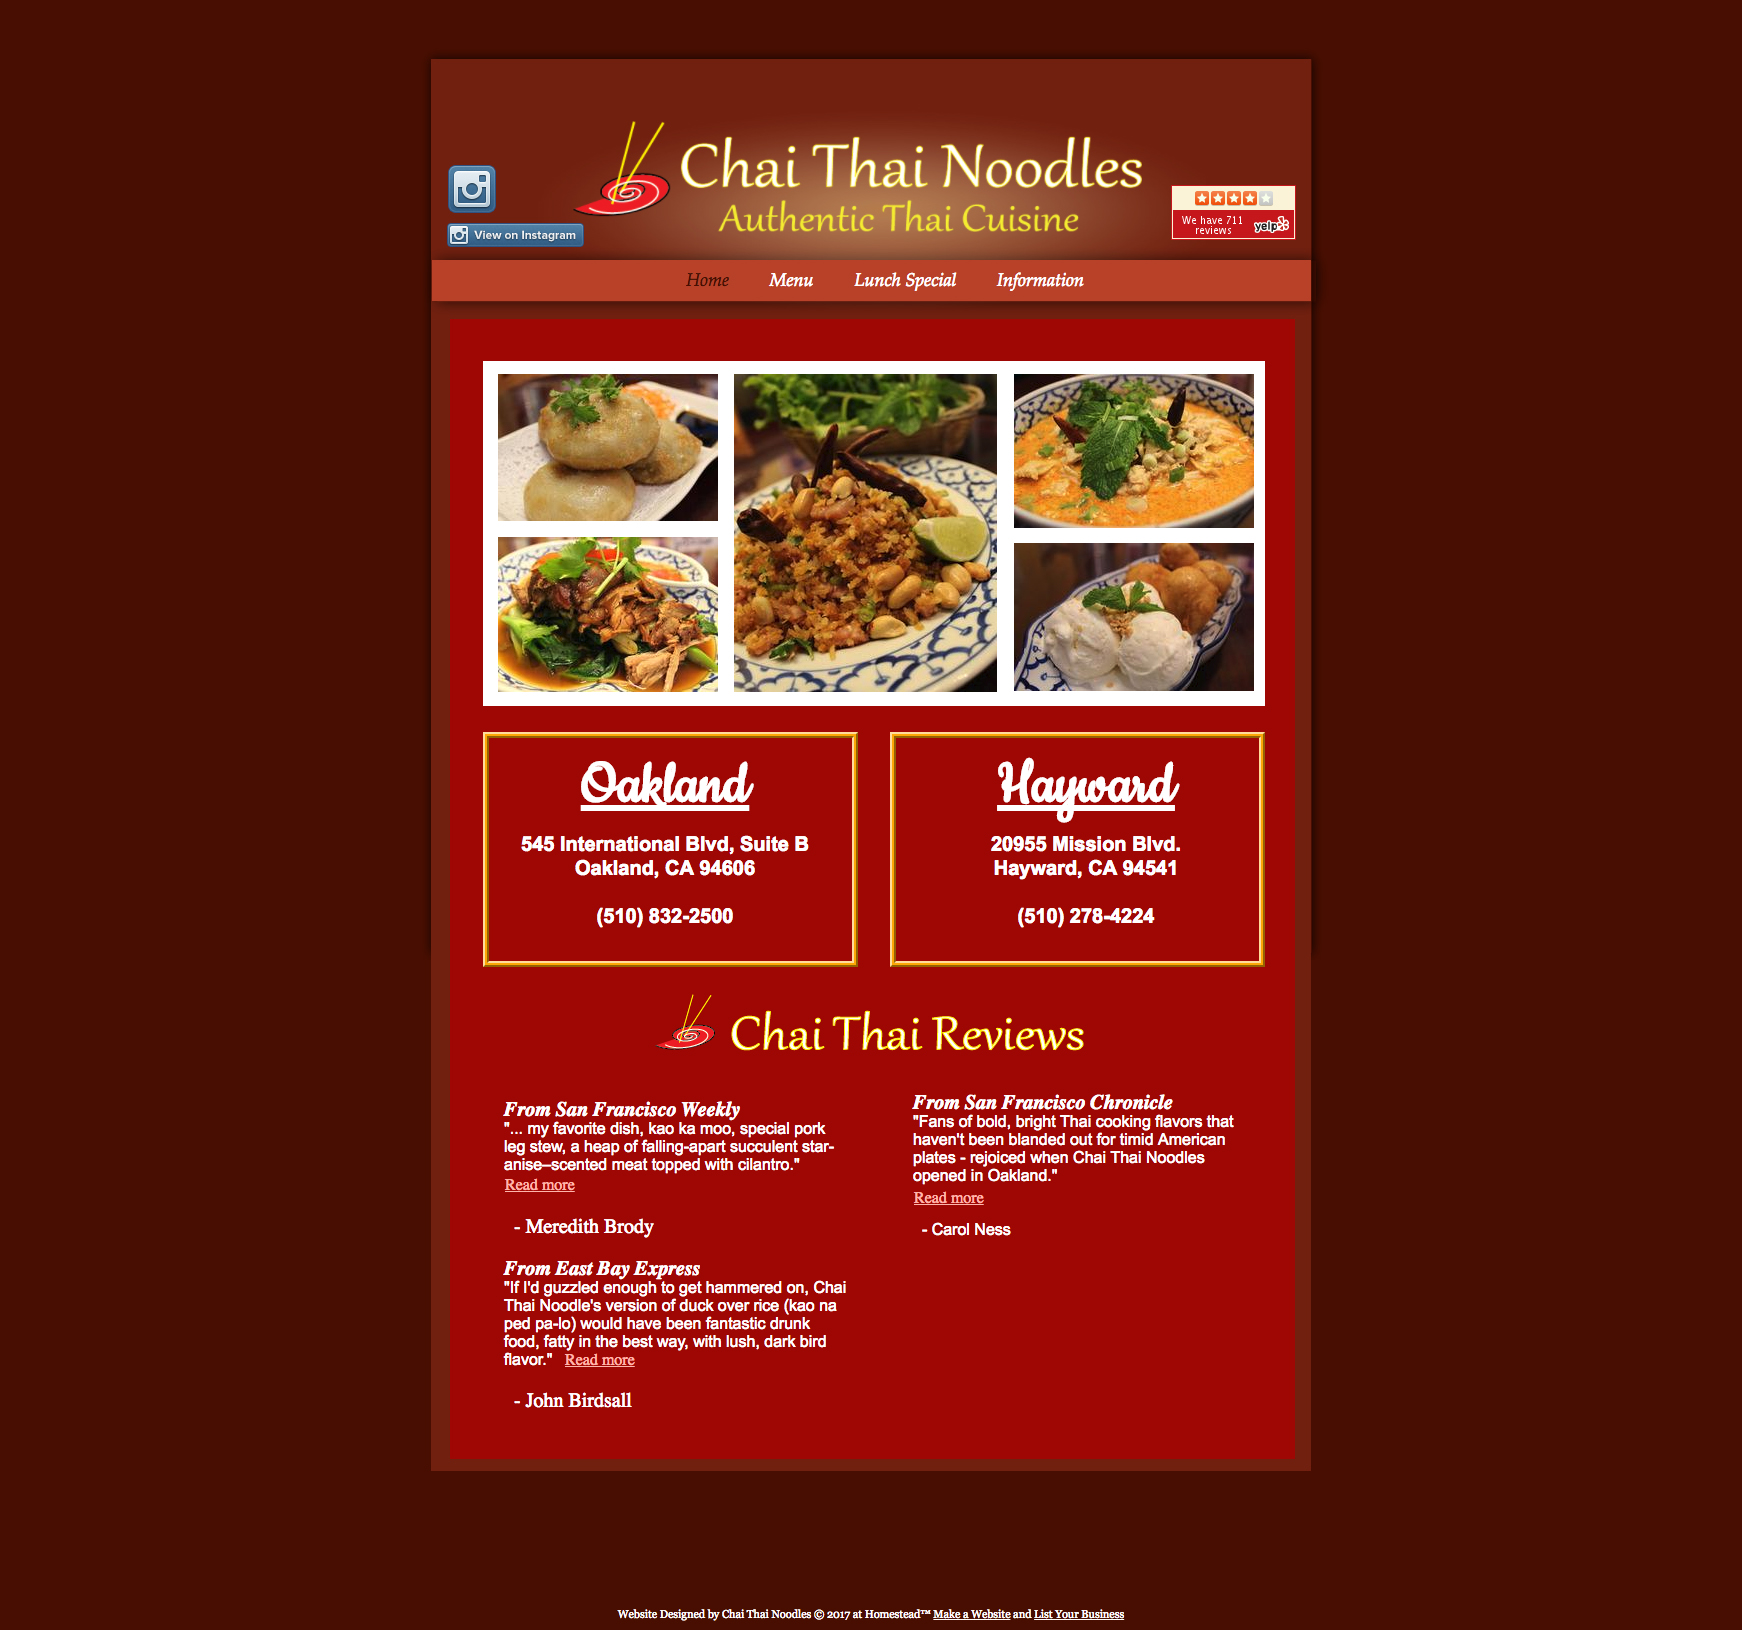 Chai Thai Noodles
Authentic Thai Cuisine
View on Instagram
We have 711
reviews
yelp
Home
Menu
Lunch Special
Information
Oakland
545 International Blvd, Suite B
Oakland, CA 94606
(510) 832-2500
Hayward
20955 Mission Blvd.
Hayward, CA 94541
(510) 278-4224
Chai Thai Reviews
From San Francisco Weekly
"... my favorite dish, kao ka moo, special pork
leg stew, a heap of falling-apart succulent star-
anise–scented meat topped with cilantro."
Read more
- Meredith Brody
From East Bay Express
"If I'd guzzled enough to get hammered on, Chai
Thai Noodle's version of duck over rice (kao na
ped pa-lo) would have been fantastic drunk
food, fatty in the best way, with lush, dark bird
flavor." Read more
- John Birdsall
From San Francisco Chronicle
"Fans of bold, bright Thai cooking flavors that
haven't been blanded out for timid American
plates - rejoiced when Chai Thai Noodles
opened in Oakland."
Read more
- Carol Ness
Website Designed by Chai Thai Noodles © 2017 at Homestead™ Make a Website and List Your Business